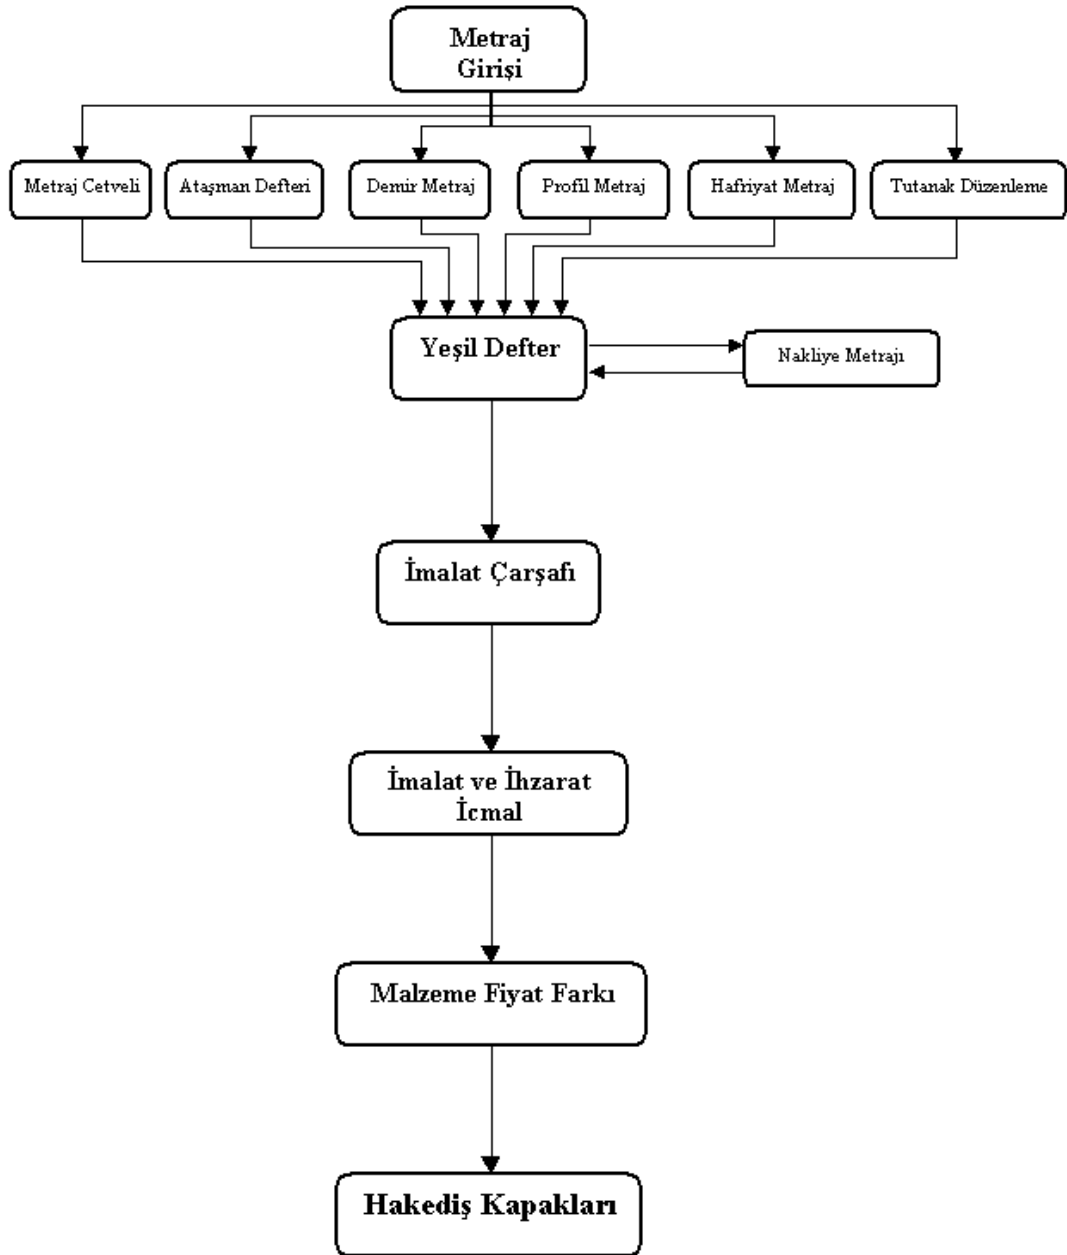 Metraj
Girişi
Metraj Cetveli
Ataşman Defteri
Demir Metraj
Profil Metraj
Hafriyat Metraj
Tutanak Düzenleme
Yeşil Defter
Nakliye Metrajı
İmalat Çarşafı
İmalat ve İhzarat
İcmal
Malzeme Fiyat Farkı
Hakediş Kapakları